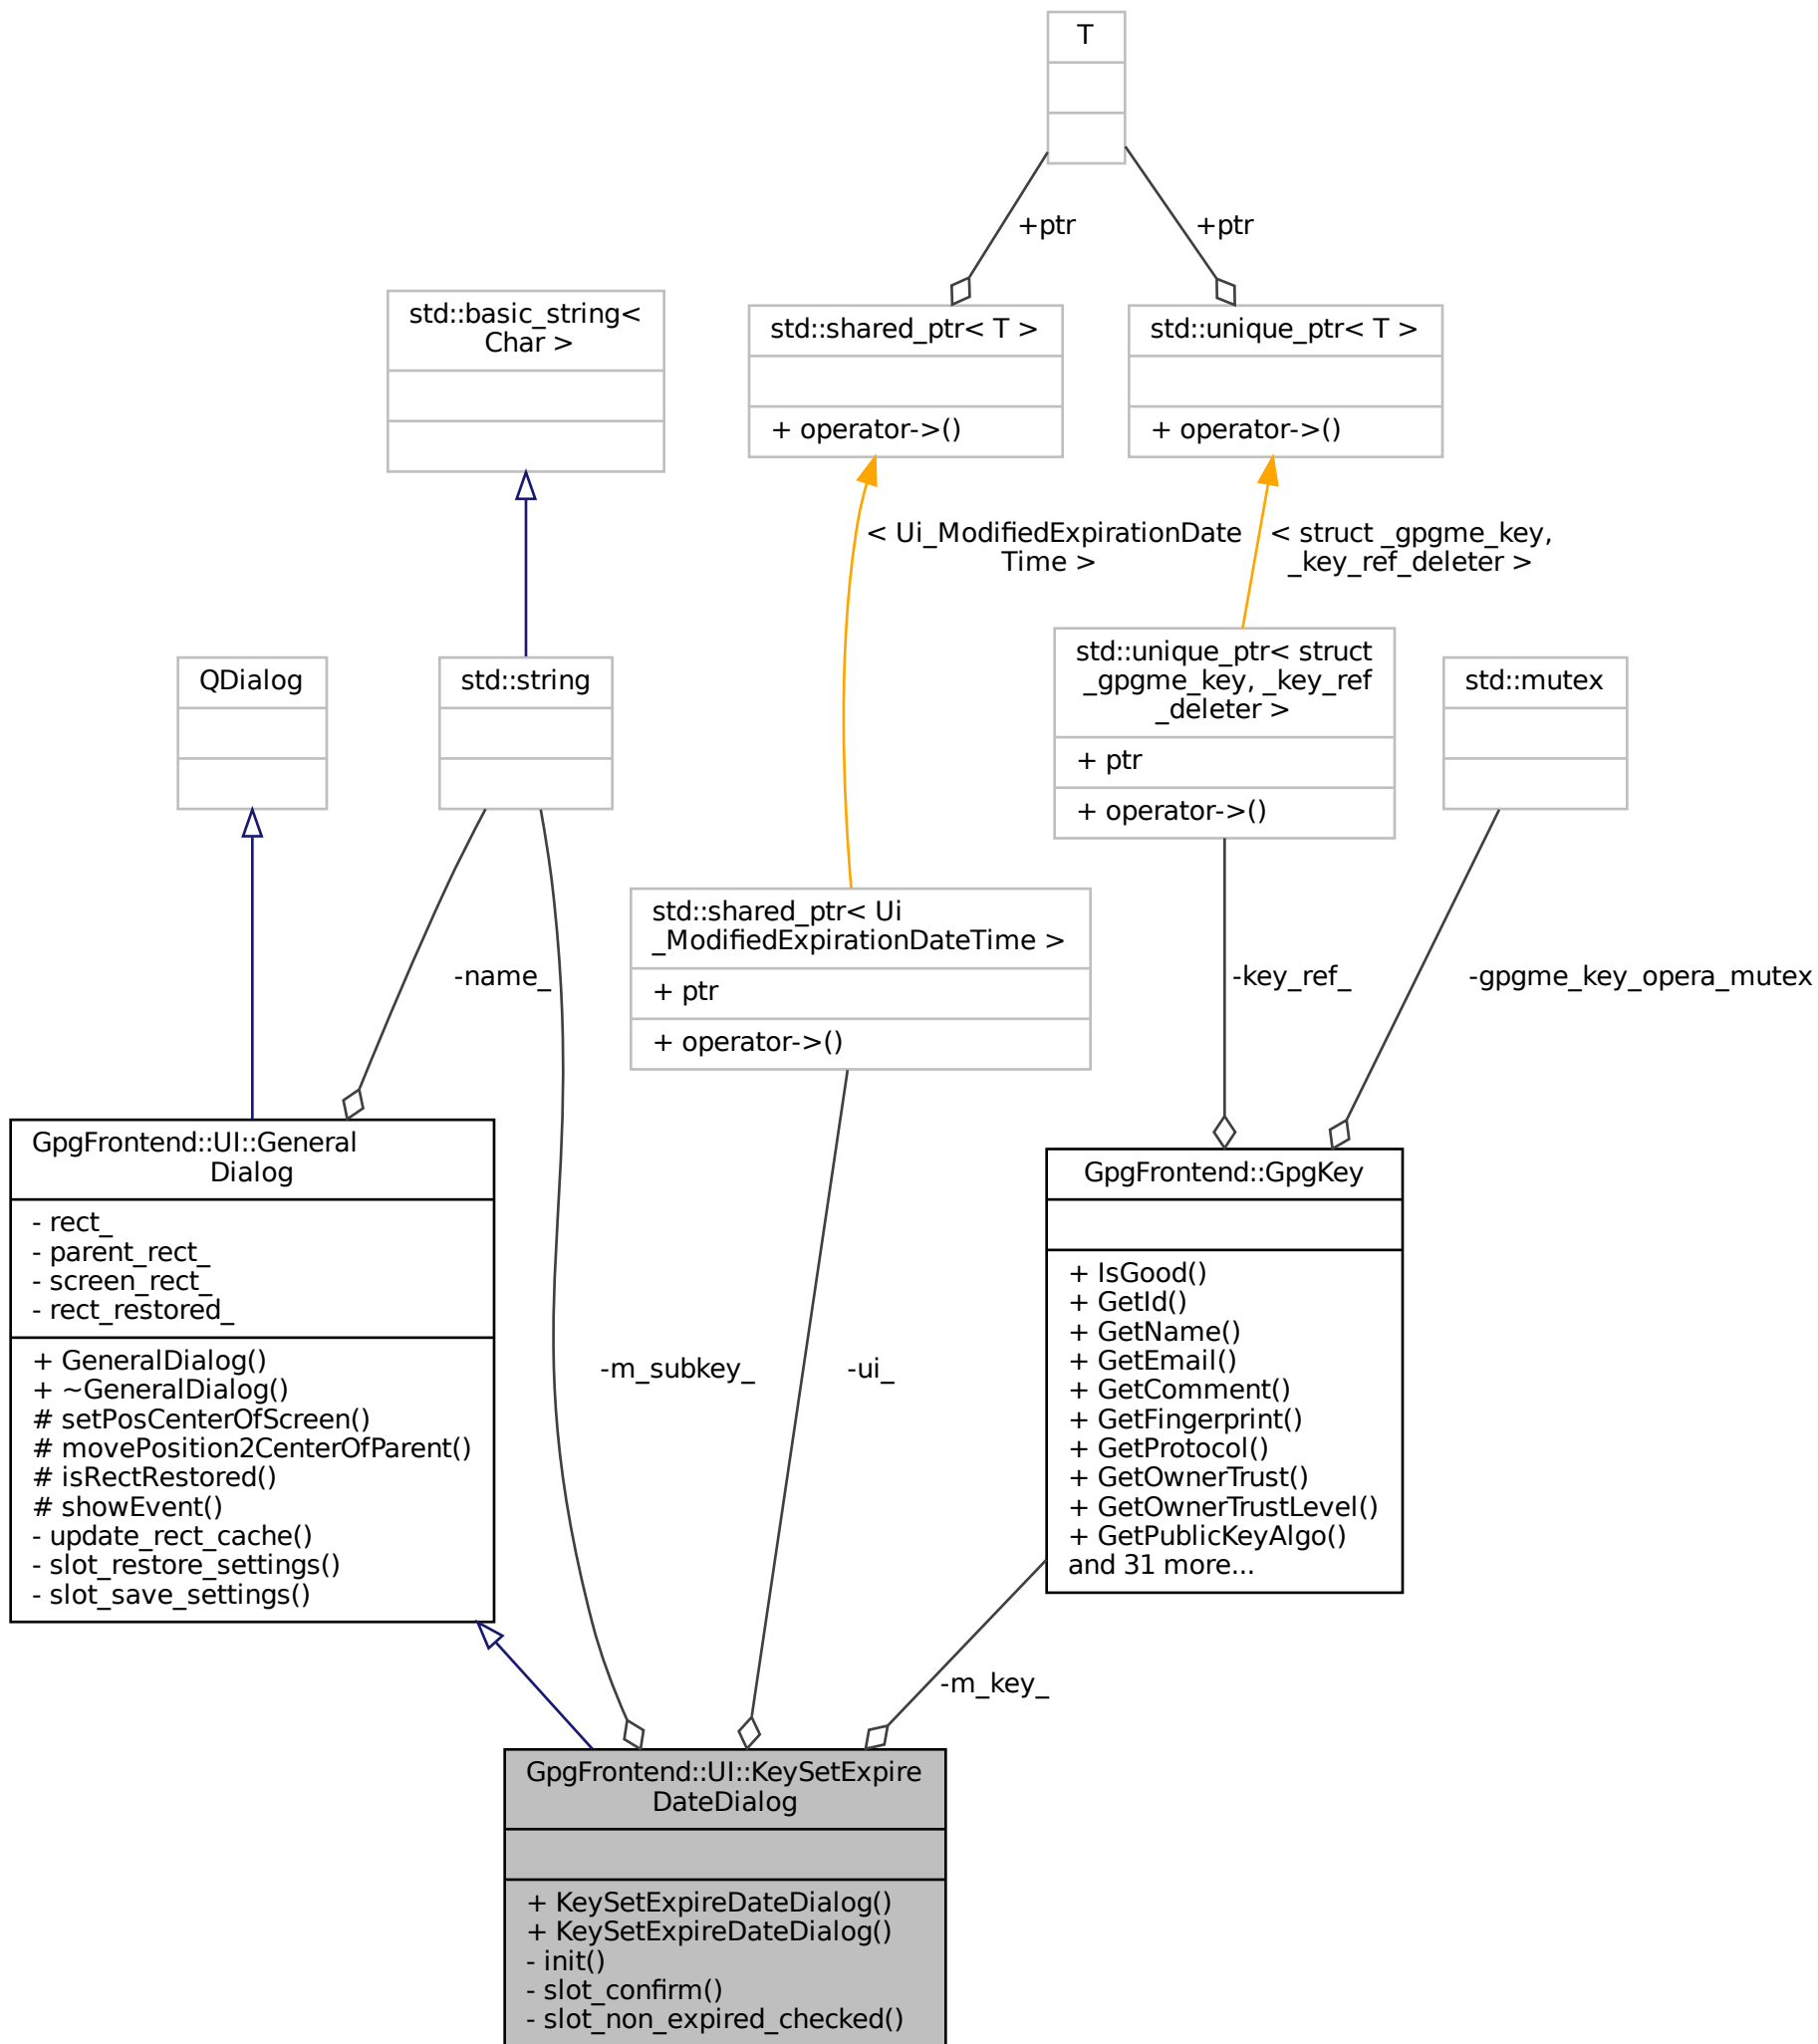 T
+ptr
+ptr
std::basic_string<
Char >
std::shared_ptr< T >
+ operator->()
std::unique_ptr< T >
+ operator->()
< Ui_ModifiedExpirationDate
Time >
< struct _gpgme_key,
_key_ref_deleter >
QDialog
std::string
std::unique_ptr< struct
_gpgme_key, _key_ref
_deleter >
+ ptr
+ operator->()
std::mutex
std::shared_ptr< Ui
_ModifiedExpirationDateTime >
+ ptr
+ operator->()
-name_
-key_ref_
-gpgme_key_opera_mutex
GpgFrontend::UI::General
Dialog
- rect_
- parent_rect_
- screen_rect_
- rect_restored_
+ GeneralDialog()
+ ~GeneralDialog()
# setPosCenterOfScreen()
# movePosition2CenterOfParent()
# isRectRestored()
# showEvent()
- update_rect_cache()
- slot_restore_settings()
- slot_save_settings()
-m_subkey_
-ui_
GpgFrontend::GpgKey
+ IsGood()
+ GetId()
+ GetName()
+ GetEmail()
+ GetComment()
+ GetFingerprint()
+ GetProtocol()
+ GetOwnerTrust()
+ GetOwnerTrustLevel()
+ GetPublicKeyAlgo()
and 31 more...
-m_key_
GpgFrontend::UI::KeySetExpire
DateDialog
+ KeySetExpireDateDialog()
+ KeySetExpireDateDialog()
- init()
- slot_confirm()
- slot_non_expired_checked()